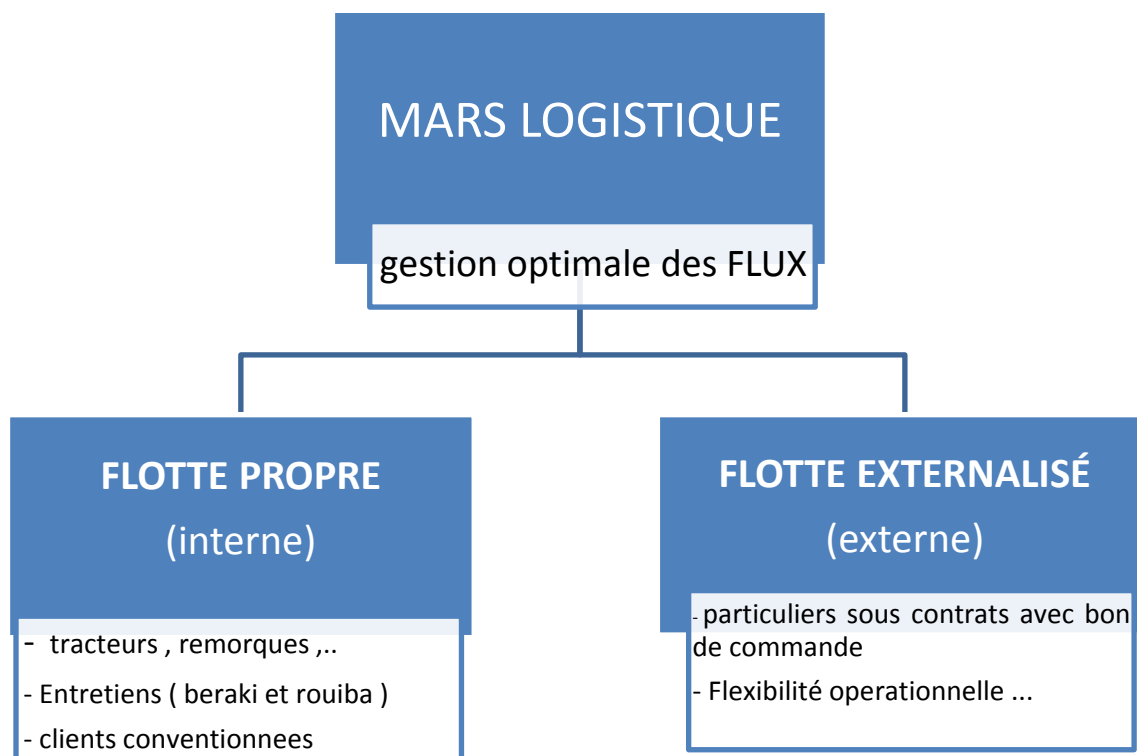 MARS LOGISTIQUE
gestion optimale des FLUX
FLOTTE PROPRE
(interne)
- tracteurs , remorques ,..
- Entretiens ( beraki et rouiba )
- clients conventionnees
FLOTTE EXTERNALISÉ
(externe)
- particuliers sous contrats avec bon
de commande
- Flexibilité operationnelle ...